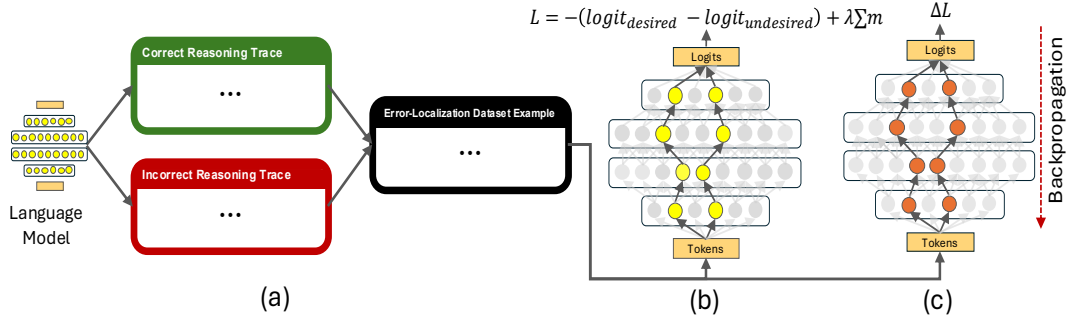 L = −(logit_desired − logit_undesired) + λ∑m
ΔL
Logits
Logits
Correct Reasoning Trace
...
Error-Localization Dataset Example
...
Incorrect Reasoning Trace
...
Language
Model
Tokens
Tokens
Backpropagation
(a)
(b)
(c)